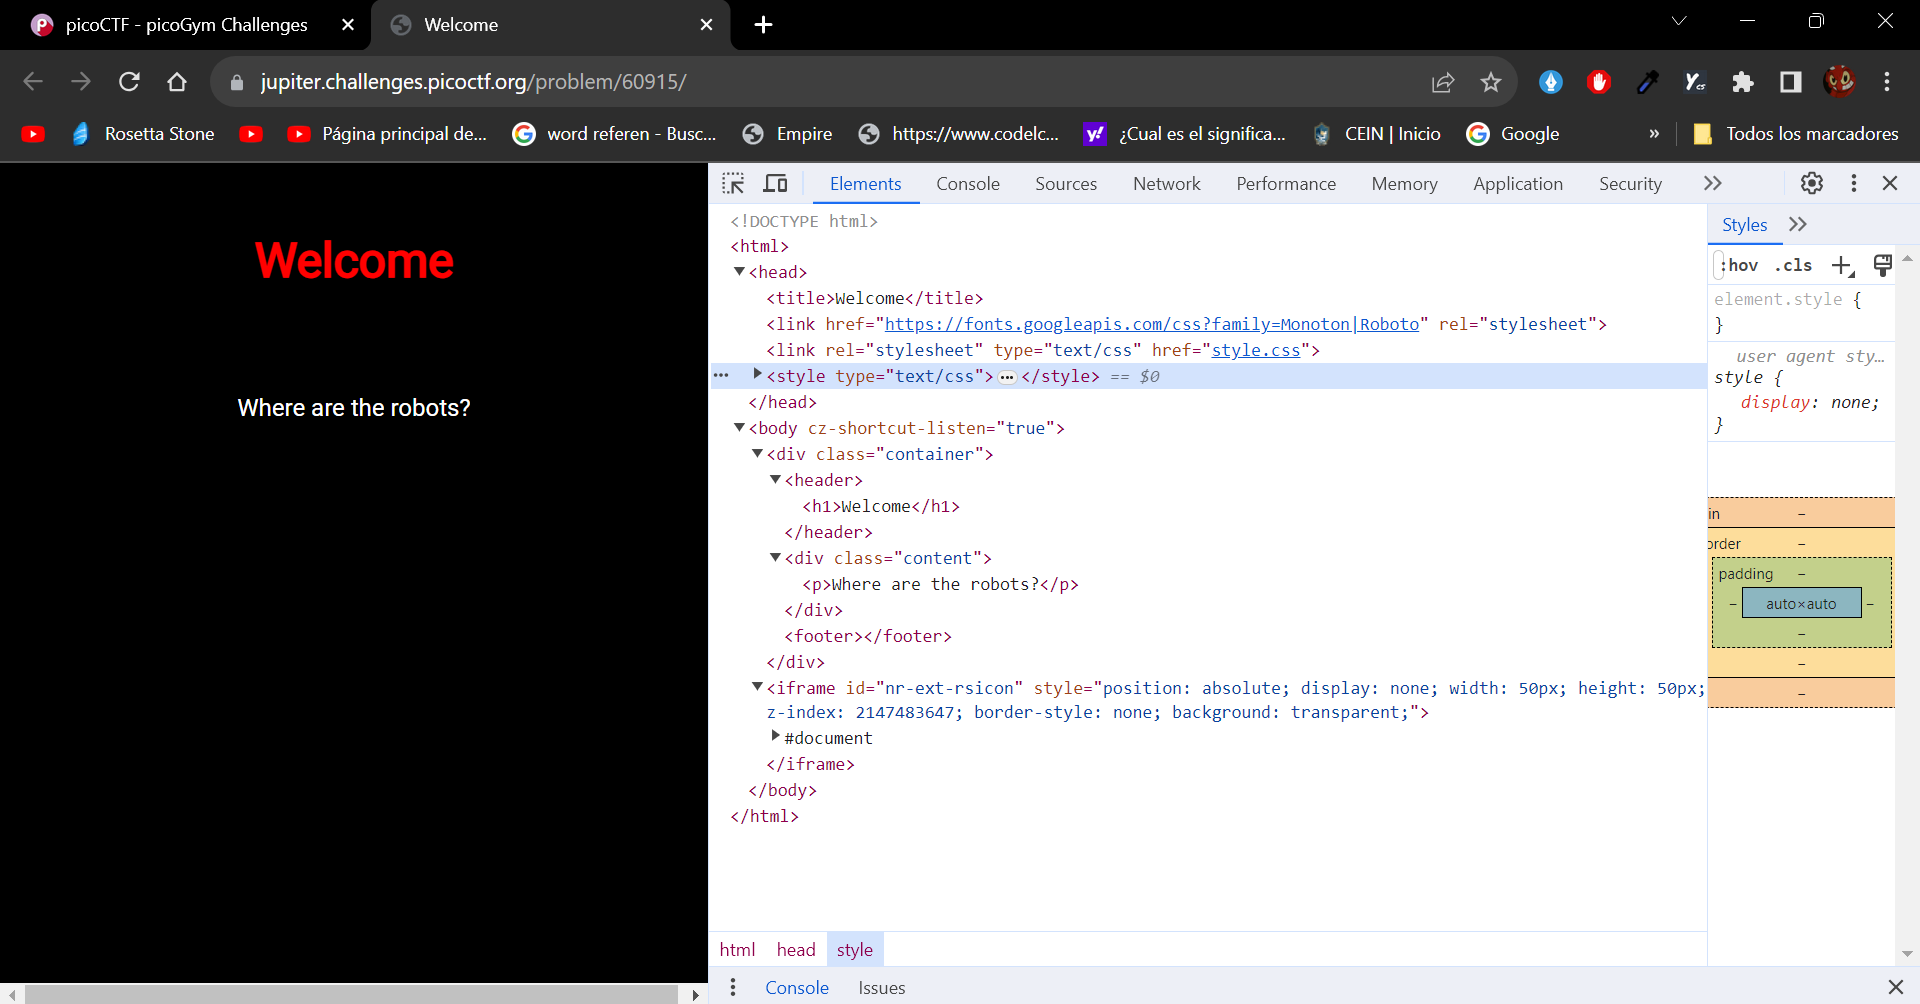 picoCTF - picoGym Challenges
Welcome
jupiter.challenges.picoctf.org/problem/60915/
Rosetta Stone
Página principal de...
word referen - Busc...
Empire
https://www.codelc...
¿Cual es el significa...
CEIN | Inicio
Google
»
Todos los marcadores
Welcome
Where are the robots?
Elements Console Sources Network Performance Memory Application Security
<!DOCTYPE html>
<html>
<head>
<title>Welcome</title>
<link href="https://fonts.googleapis.com/css?family=Monoton|Roboto" rel="stylesheet">
<link rel="stylesheet" type="text/css" href="style.css">
<style type="text/css">…</style> == $0
</head>
<body cz-shortcut-listen="true">
<div class="container">
<header>
<h1>Welcome</h1>
</header>
<div class="content">
<p>Where are the robots?</p>
</div>
<footer></footer>
</div>
<iframe id="nr-ext-rsicon" style="position: absolute; display: none; width: 50px; height: 50px;
z-index: 2147483647; border-style: none; background: transparent;">
#document
</iframe>
</body>
</html>
html head style
Console Issues
Styles
:hov .cls
element.style {
}
user agent sty…
style {
display: none;
}
in –
order –
padding –
– auto×auto –
–
–
–